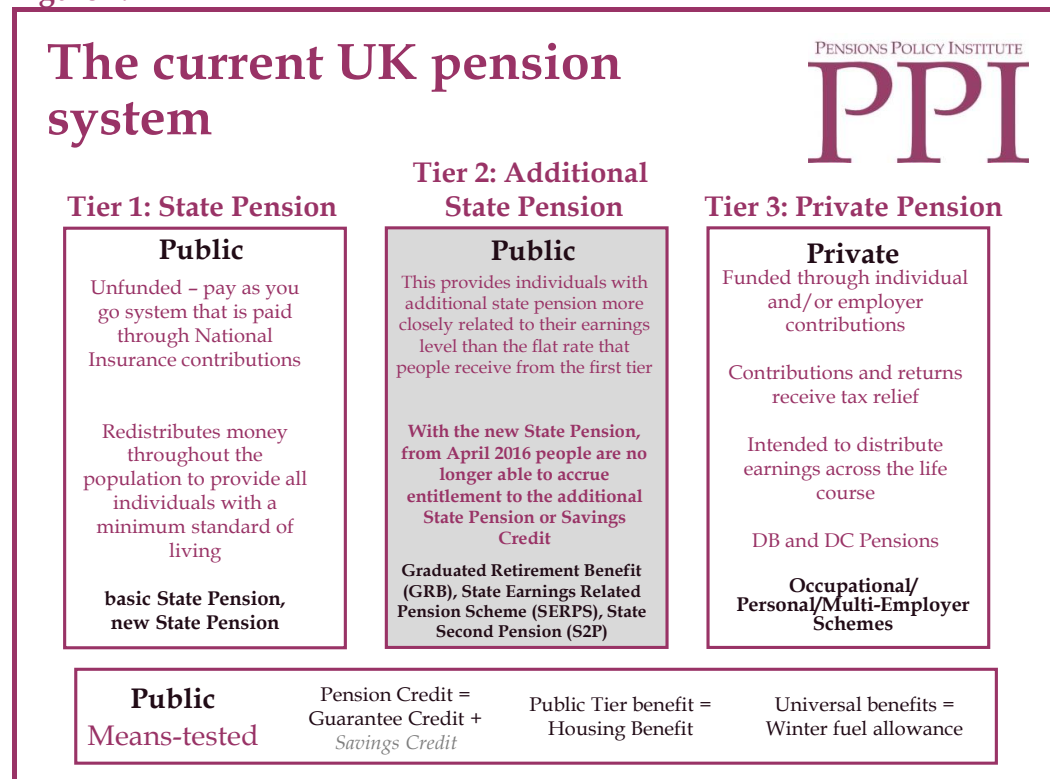 The current UK pension
system
PENSIONS POLICY INSTITUTE
PPI
Tier 1: State Pension
Public
Unfunded – pay as you
go system that is paid
through National
Insurance contributions
Redistributes money
throughout the
population to provide all
individuals with a
minimum standard of
living
basic State Pension,
new State Pension
Tier 2: Additional
State Pension
Public
This provides individuals with
additional state pension more
closely related to their earnings
level than the flat rate that
people receive from the first tier
With the new State Pension,
from April 2016 people are no
longer able to accrue
entitlement to the additional
State Pension or Savings
Credit
Graduated Retirement Benefit
(GRB), State Earnings Related
Pension Scheme (SERPS), State
Second Pension (S2P)
Tier 3: Private Pension
Private
Funded through individual
and/or employer
contributions
Contributions and returns
receive tax relief
Intended to distribute
earnings across the life
course
DB and DC Pensions
Occupational/
Personal/Multi-Employer
Schemes
Public
Means-tested
Pension Credit =
Guarantee Credit +
Savings Credit
Public Tier benefit =
Housing Benefit
Universal benefits =
Winter fuel allowance